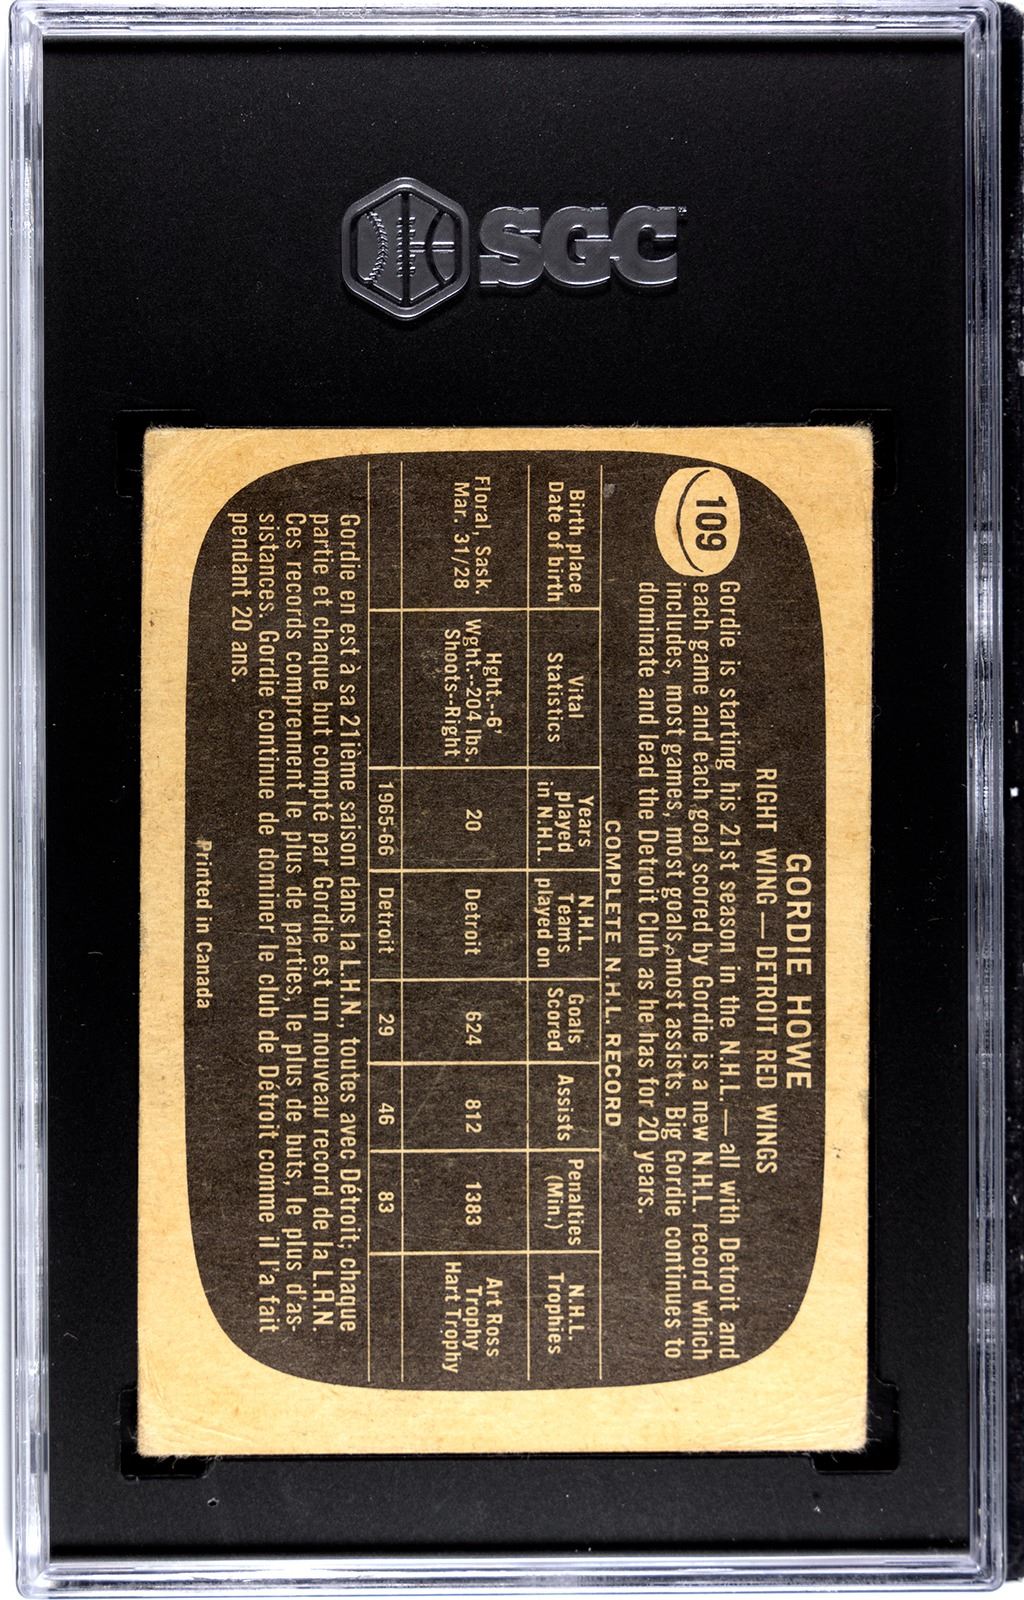 SGC
109
GORDIE HOWE
RIGHT WING—DETROIT RED WINGS
Gordie is starting his 21st season in the N.H.L.—all with Detroit and
each game and each goal scored by Gordie is a new N.H.L. record which
includes, most games, most goals, most assists. Big Gordie continues to
dominate and lead the Detroit Club as he has for 20 years.
COMPLETE N.H.L. RECORD
Birth place
Date of birth
Vital
Statistics
Years
played
in N.H.L.
N.H.L.
Teams
played on
Goals
Scored
Assists
Penalties
(Min.)
N.H.L.
Trophies
Floral, Sask.
Mar. 31/28
Hght.--6'
Wght.--204 lbs.
Shoots--Right
20
Detroit
624
812
1383
Art Ross
Trophy
Hart Trophy
1965-66
Detroit
29
46
83
Gordie en est à sa 21ième saison dans la L.H.N., toutes avec Détroit; chaque
partie et chaque but compté par Gordie est un nouveau record de la L.H.N.
Ces records comprennent le plus de parties, le plus de buts, le plus d'as-
sistances. Gordie continue de dominer le club de Détroit comme il l'a fait
pendant 20 ans.
Printed in Canada